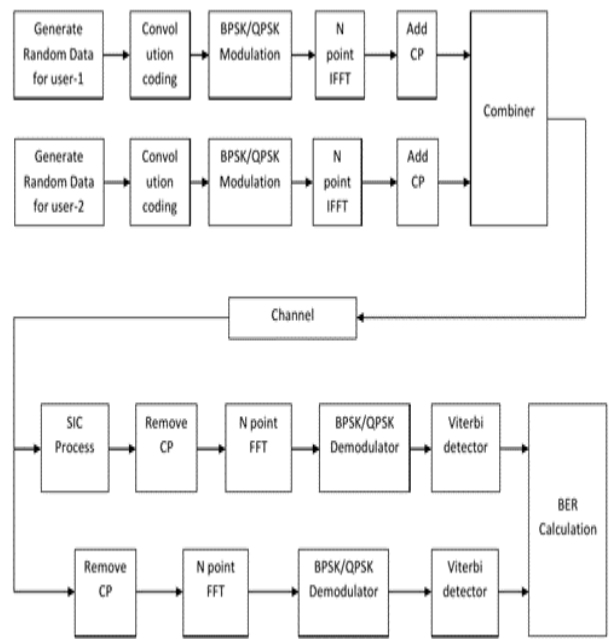 Generate
Random Data
for user-1
Convol
ution
coding
BPSK/QPSK
Modulation
N
point
IFFT
Add
CP
Combiner
Generate
Random Data
for user-2
Convol
ution
coding
BPSK/QPSK
Modulation
N
point
IFFT
Add
CP
Channel
SIC
Process
Remove
CP
N point
FFT
BPSK/QPSK
Demodulator
Viterbi
detector
BER
Calculation
Remove
CP
N point
FFT
BPSK/QPSK
Demodulator
Viterbi
detector